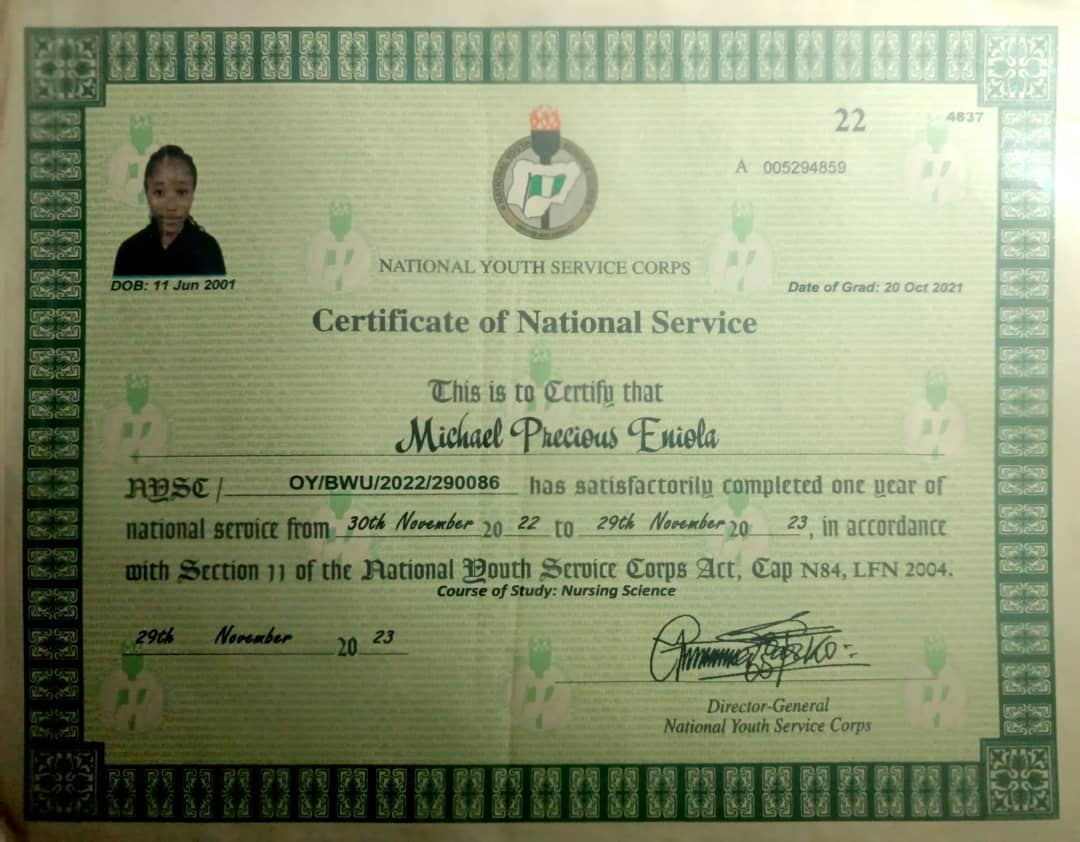 22
4837
A 005294859
DOB: 11 Jun 2001
NATIONAL YOUTH SERVICE CORPS
Date of Grad: 20 Oct 2021
Certificate of National Service
This is to Certify that
Michael Precious Eniola
NYSC/ OY/BWU/2022/290086 has satisfactorily completed one year of
national service from 30th November 20 22 to 29th November 20 23, in accordance
with Section 11 of the National Youth Service Corps Act, Cap N84, LFN 2004.
Course of Study: Nursing Science
29th November 20 23
Director-General
National Youth Service Corps